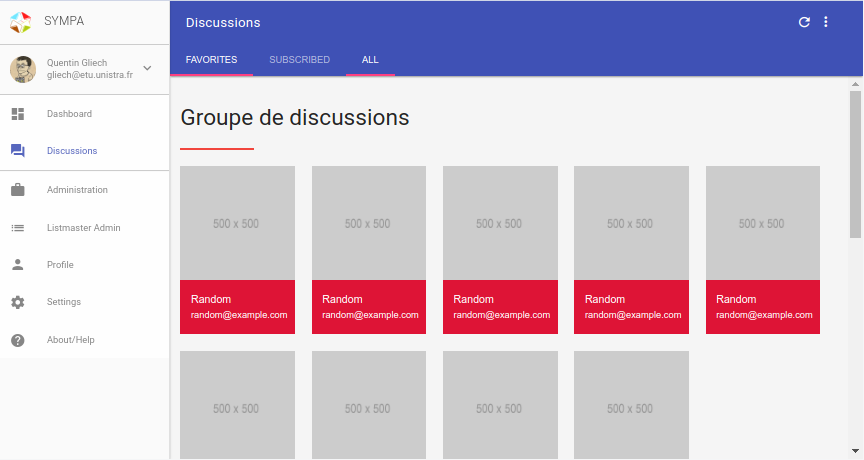 SYMPA
Quentin Gliech
gliech@etu.unistra.fr
Dashboard
Discussions
Administration
Listmaster Admin
Profile
Settings
About/Help
Discussions
FAVORITES SUBSCRIBED ALL
Groupe de discussions
500 x 500 500 x 500 500 x 500 500 x 500 500 x 500
Random Random Random Random Random
random@example.com random@example.com random@example.com random@example.com random@example.com
500 x 500 500 x 500 500 x 500 500 x 500